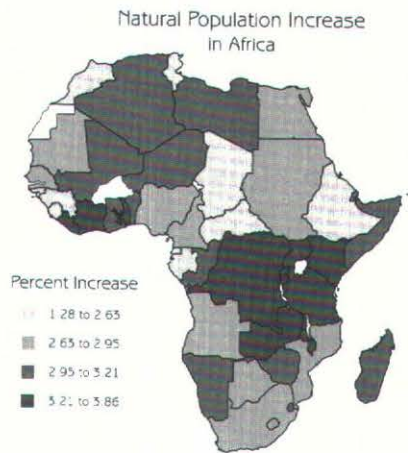 Natural Population Increase
in Africa
Percent Increase
1.28 to 2.63
2.63 to 2.95
2.95 to 3.21
3.21 to 3.86